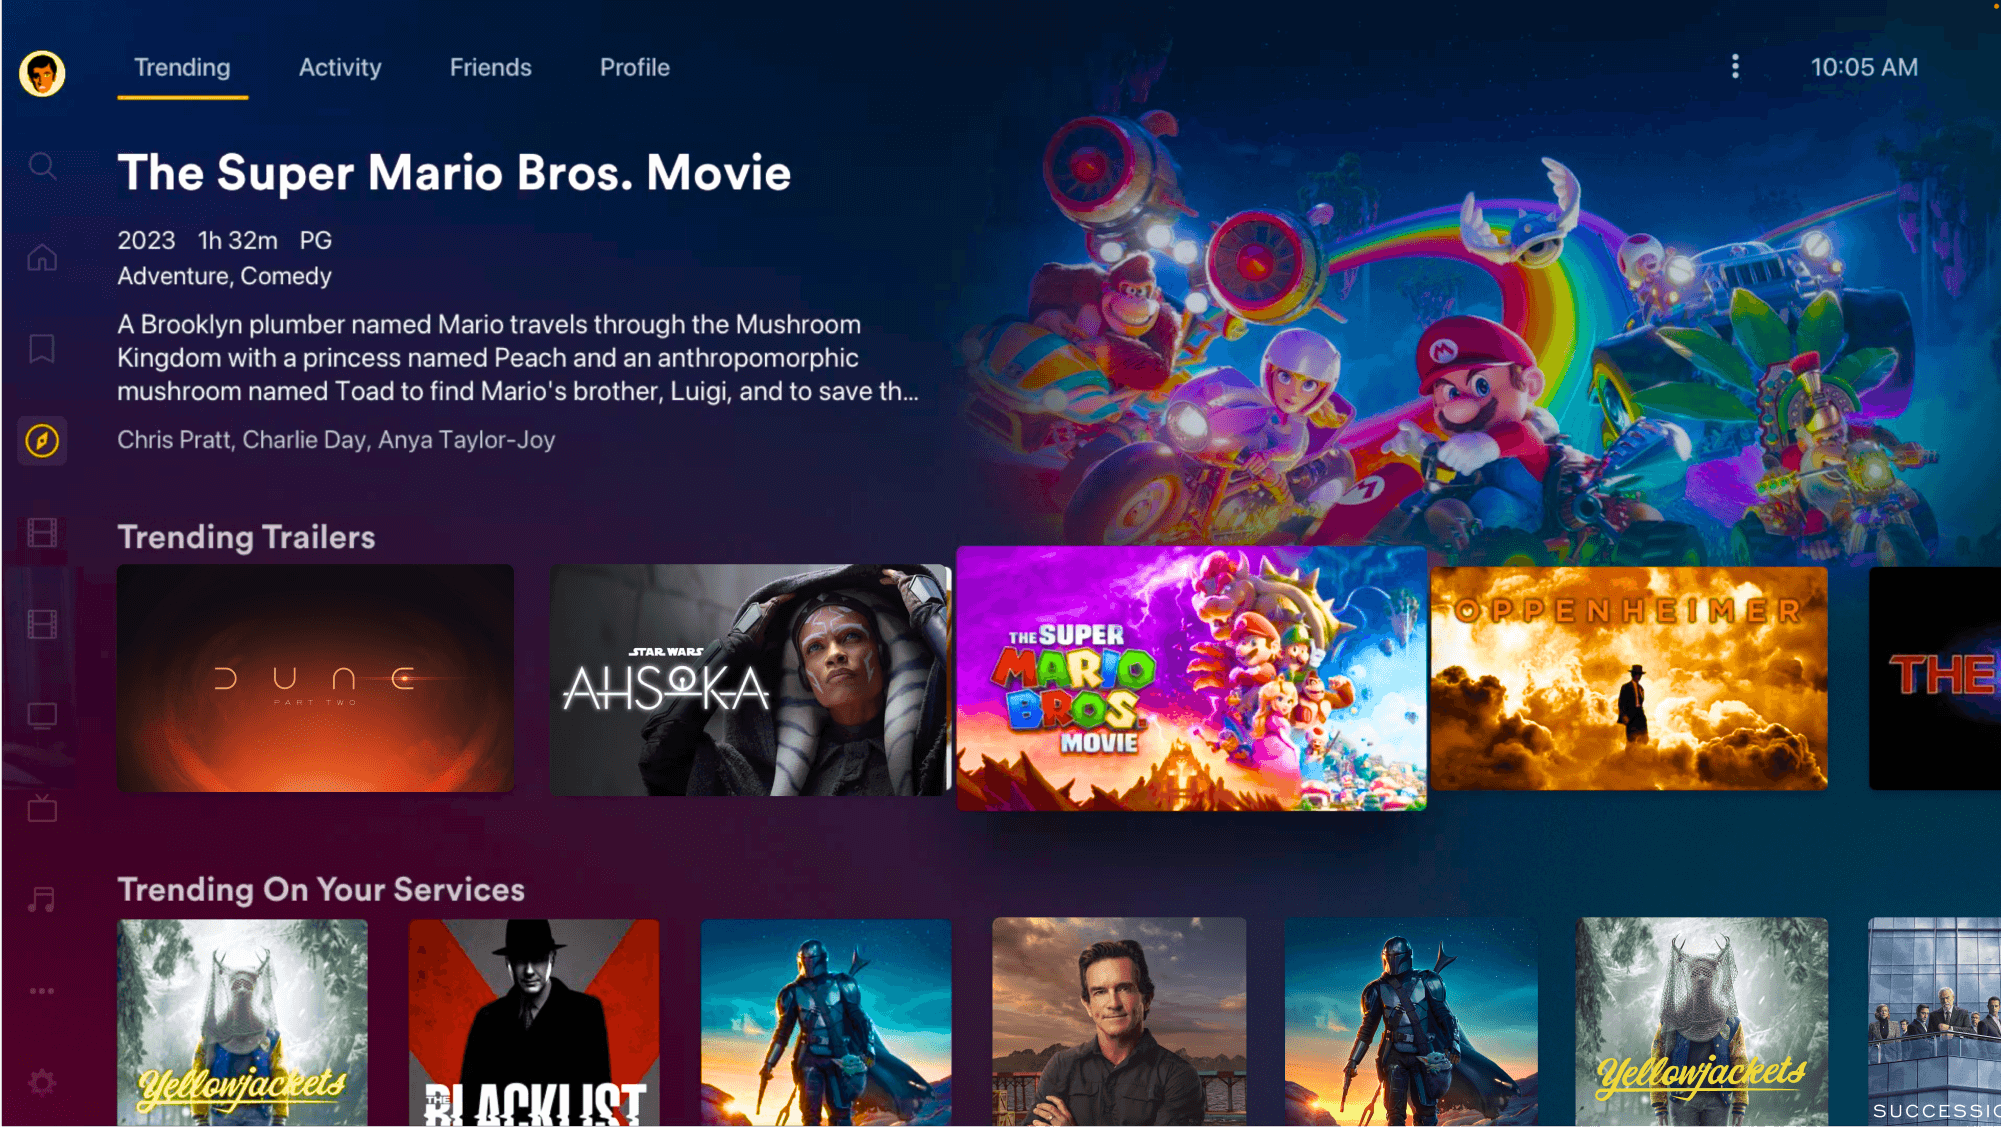 Trending Activity Friends Profile 10:05 AM
The Super Mario Bros. Movie
2023 1h 32m PG
Adventure, Comedy
A Brooklyn plumber named Mario travels through the Mushroom
Kingdom with a princess named Peach and an anthropomorphic
mushroom named Toad to find Mario's brother, Luigi, and to save th...
Chris Pratt, Charlie Day, Anya Taylor-Joy
Trending Trailers
DUNE
PART TWO
STAR WARS
AHSOKA
THE SUPER
MARIO
BROS.
MOVIE
OPPENHEIMER
THE
Trending On Your Services
Yellowjackets
THE
BLACKLIST
Yellowjackets
SUCCESSIO